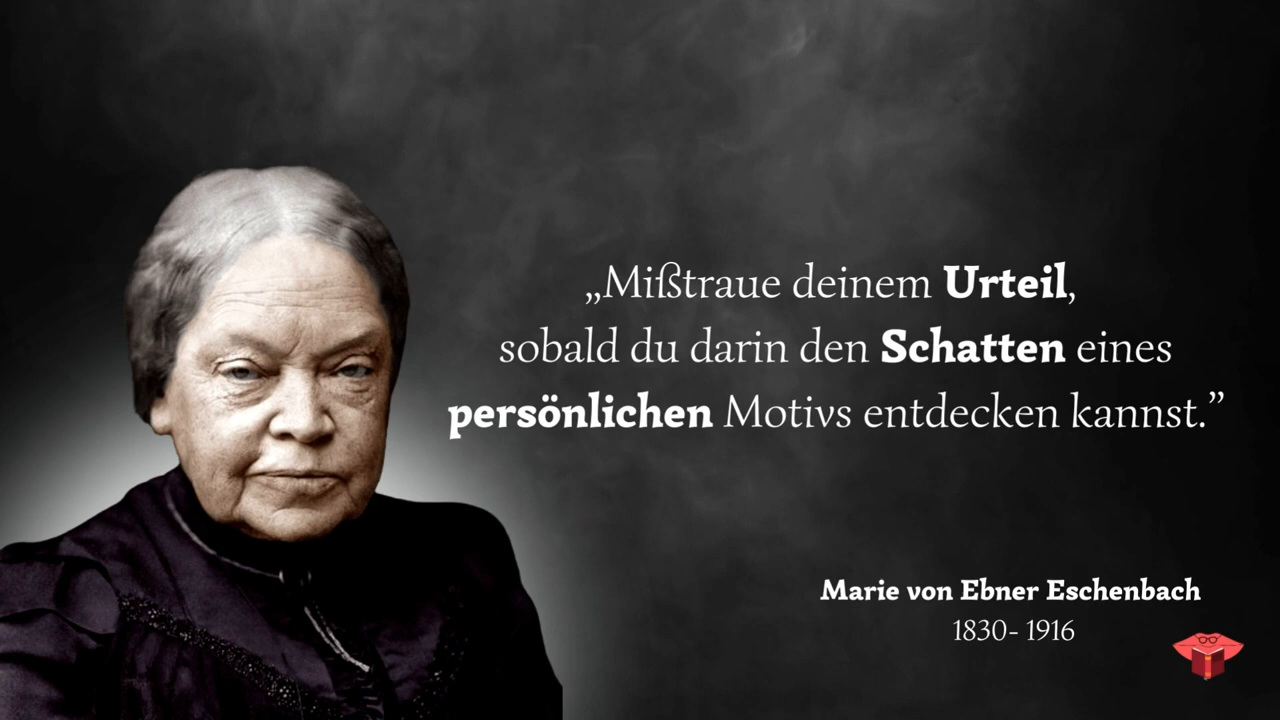 „Mißtraue deinem Urteil,
sobald du darin den Schatten eines
persönlichen Motivs entdecken kannst.”
Marie von Ebner Eschenbach
1830- 1916